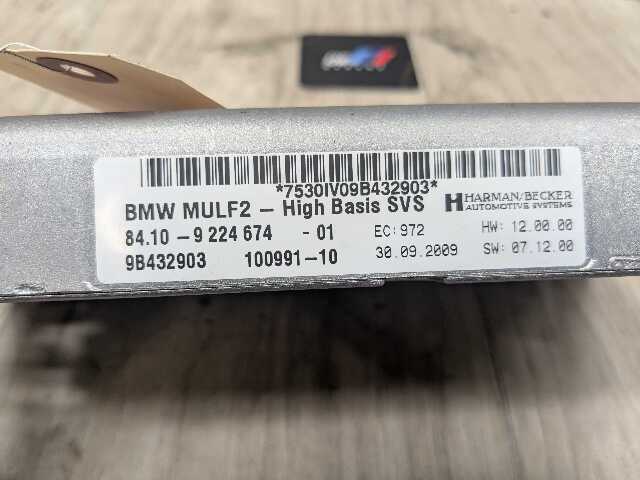 *7530IV09B432903*
BMW MULF2 – High Basis SVS
HARMAN/BECKER
AUTOMOTIVE SYSTEMS
84.10 – 9 224 674 - 01 EC: 972 HW: 12.00.00
9B432903 100991-10 30.09.2009 SW: 07.12.00